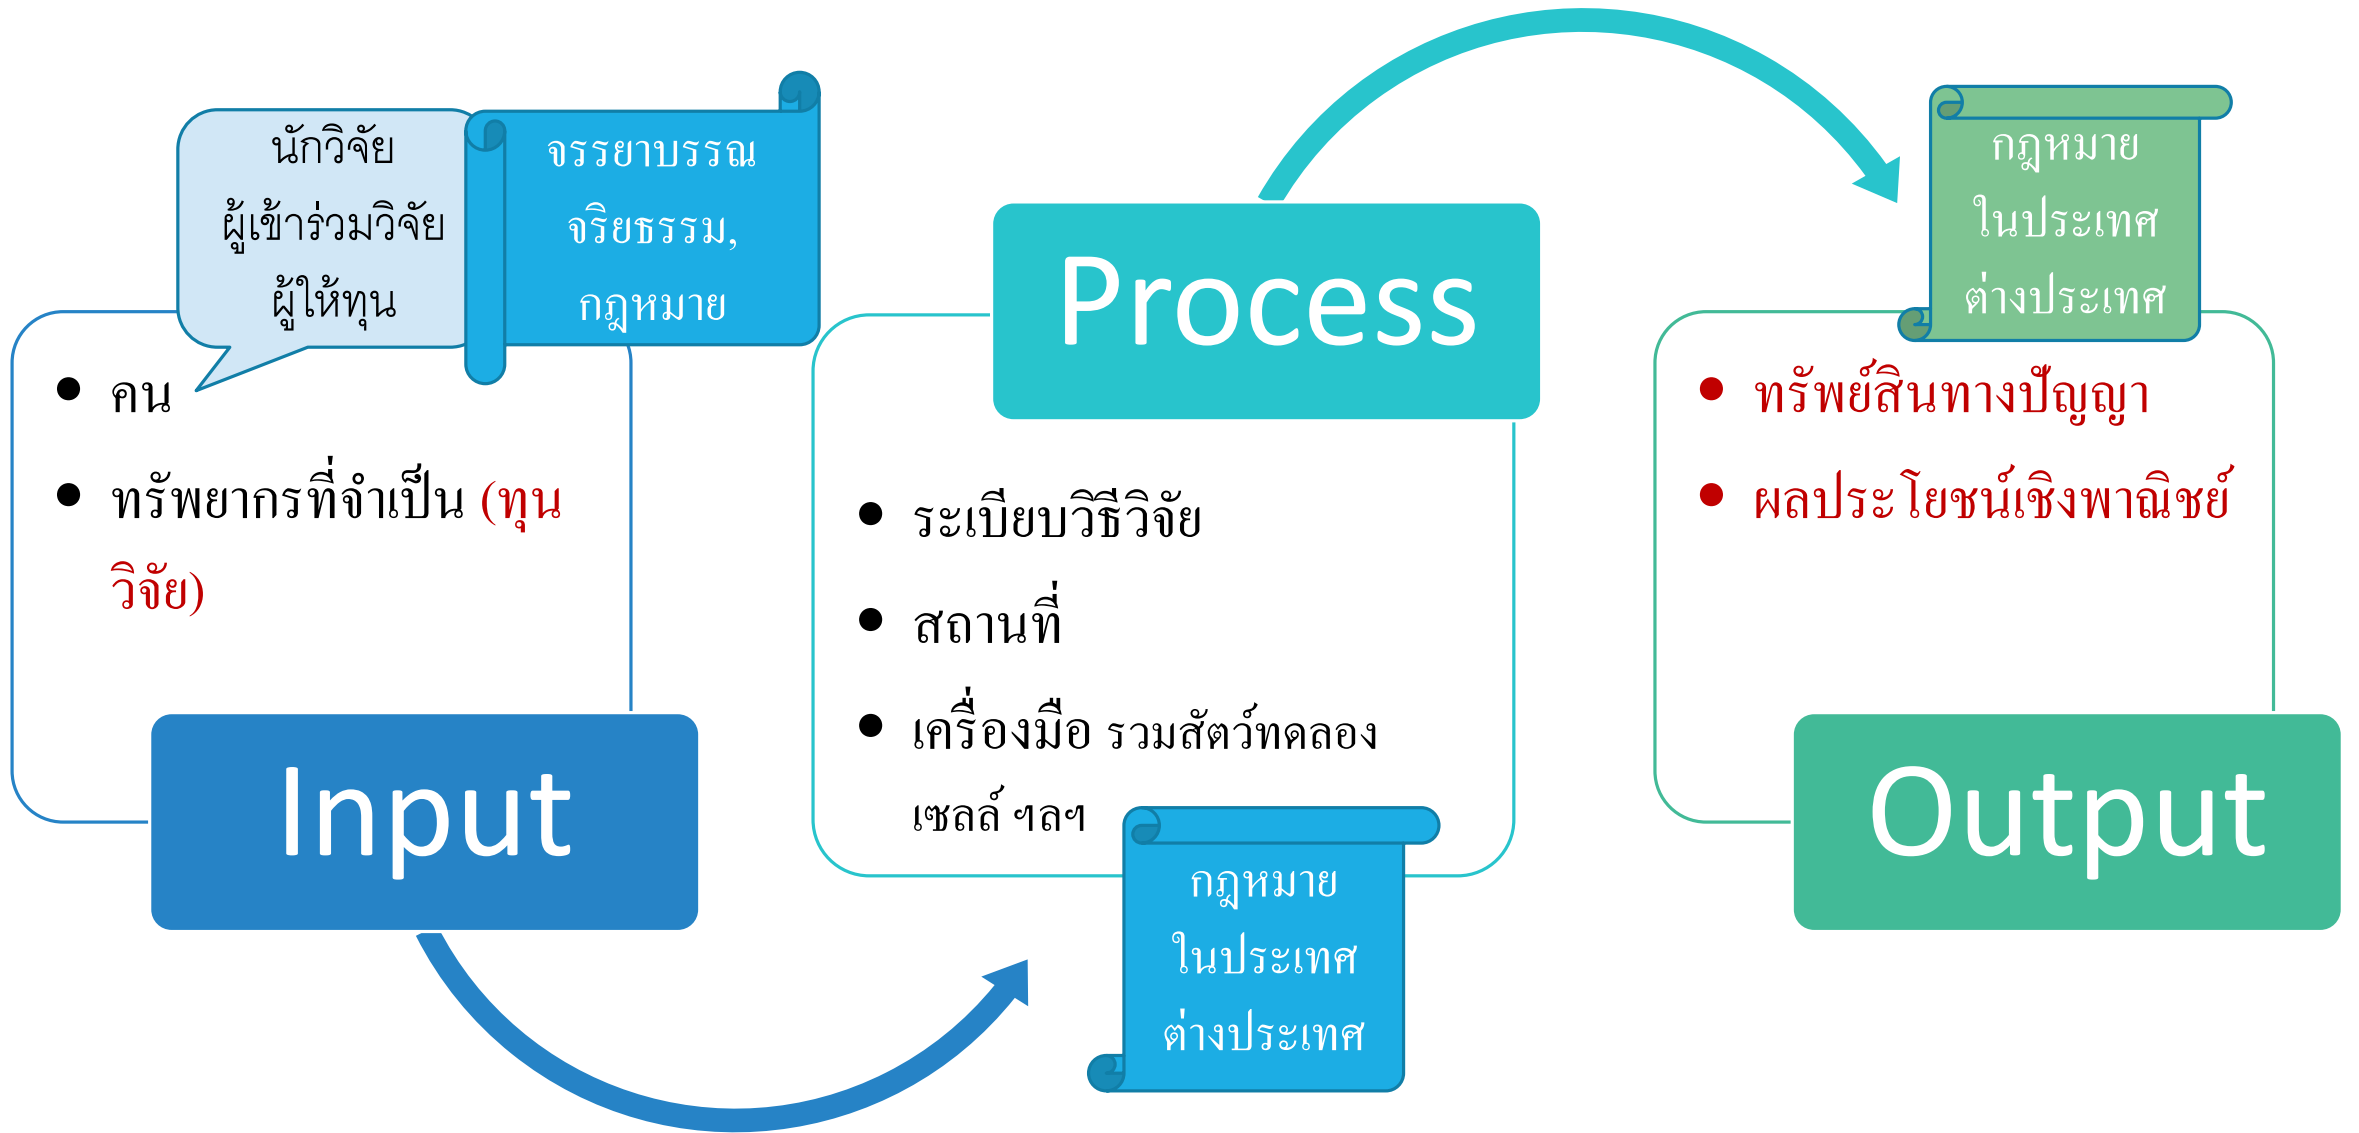 นักวิจัย
ผู้เข้าร่วมวิจัย
ผู้ให้ทุน
จรรยาบรรณ
จริยธรรม,
กฎหมาย
• คน
• ทรัพยากรที่จำเป็น (ทุน
วิจัย)
Input
Process
• ระเบียบวิธีวิจัย
• สถานที่
• เครื่องมือ รวมสัตว์ทดลอง
เซลล์ ฯลฯ
กฎหมาย
ในประเทศ
ต่างประเทศ
กฎหมาย
ในประเทศ
ต่างประเทศ
• ทรัพย์สินทางปัญญา
• ผลประโยชน์เชิงพาณิชย์
Output